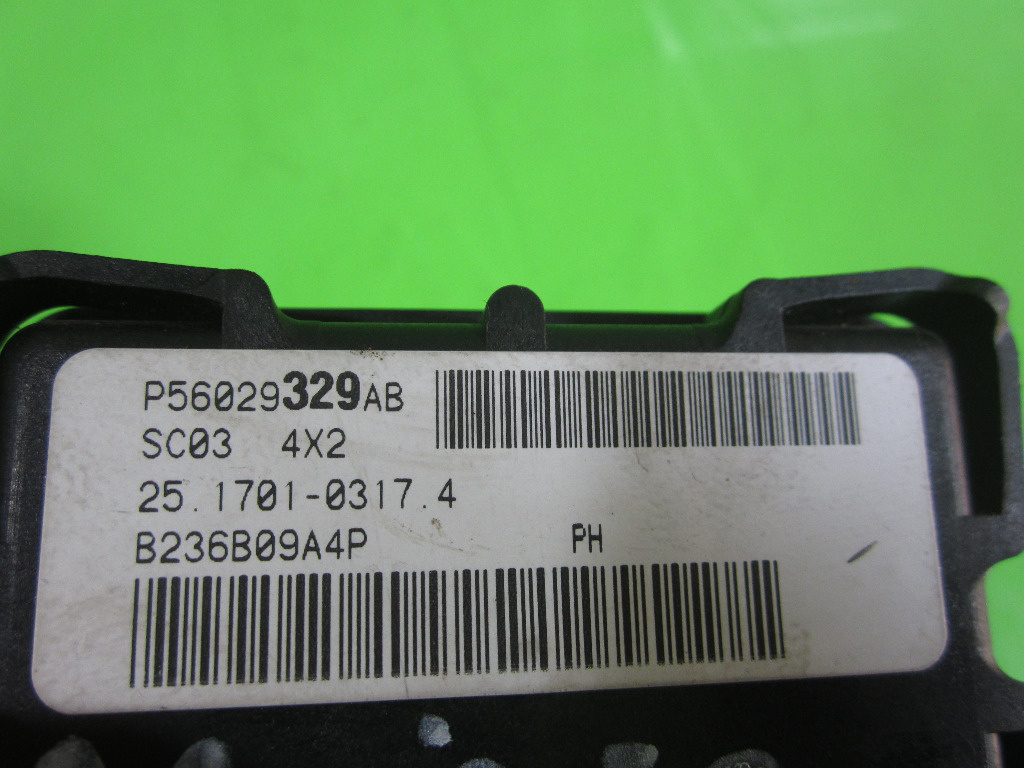 P56029329AB
SC03 4X2
25.1701-0317.4
B236B09A4P PH